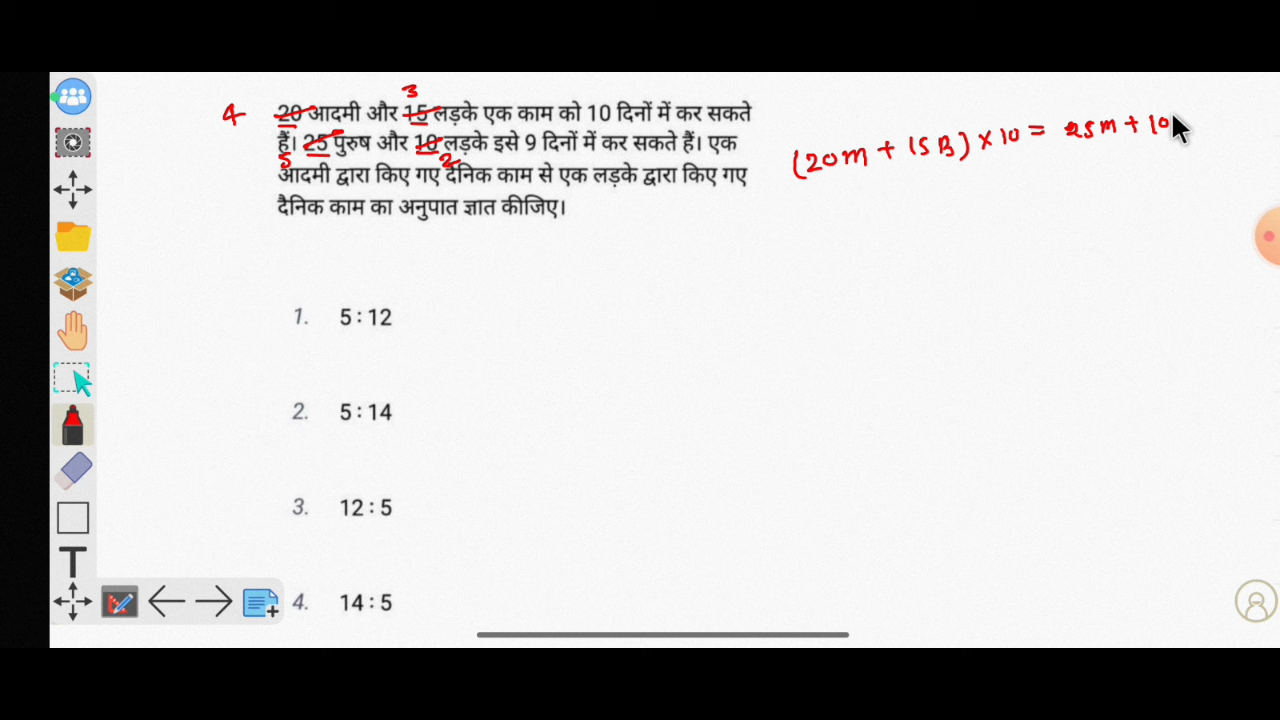 3
4 20 आदमी और 15 लड़के एक काम को 10 दिनों में कर सकते
हैं। 25 पुरुष और 10 लड़के इसे 9 दिनों में कर सकते हैं। एक
5 2
आदमी द्वारा किए गए दैनिक काम से एक लड़के द्वारा किए गए
दैनिक काम का अनुपात ज्ञात कीजिए।
(20m + 15B) × 10 = 25m + 10
1. 5 : 12
2. 5 : 14
3. 12 : 5
4. 14 : 5
T